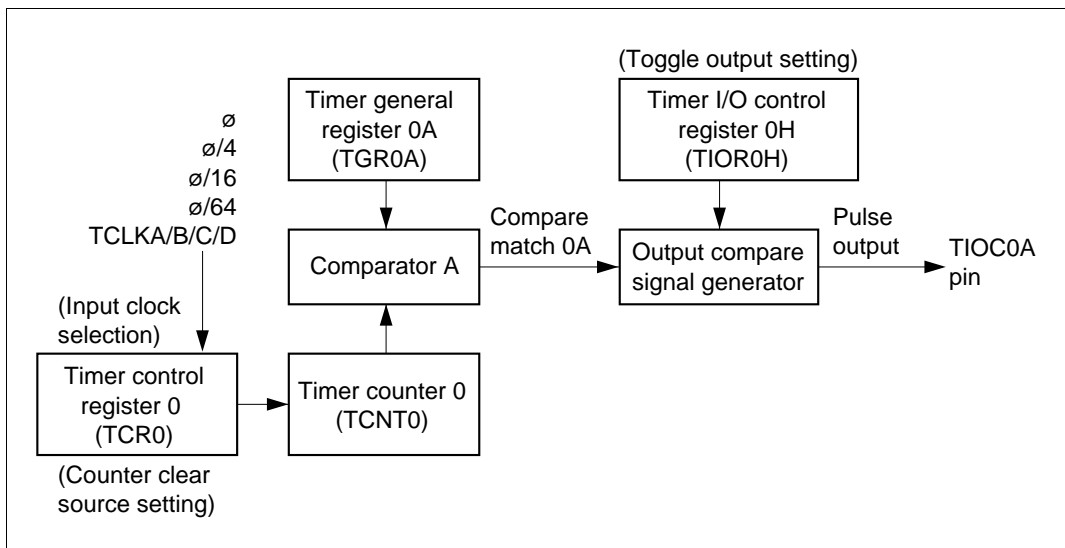 (Toggle output setting)
Timer general
register 0A
(TGR0A)
Timer I/O control
register 0H
(TIOR0H)
ø
ø/4
ø/16
ø/64
TCLKA/B/C/D
Comparator A
Compare
match 0A
Output compare
signal generator
Pulse
output
TIOC0A
pin
(Input clock
selection)
Timer control
register 0
(TCR0)
Timer counter 0
(TCNT0)
(Counter clear
source setting)